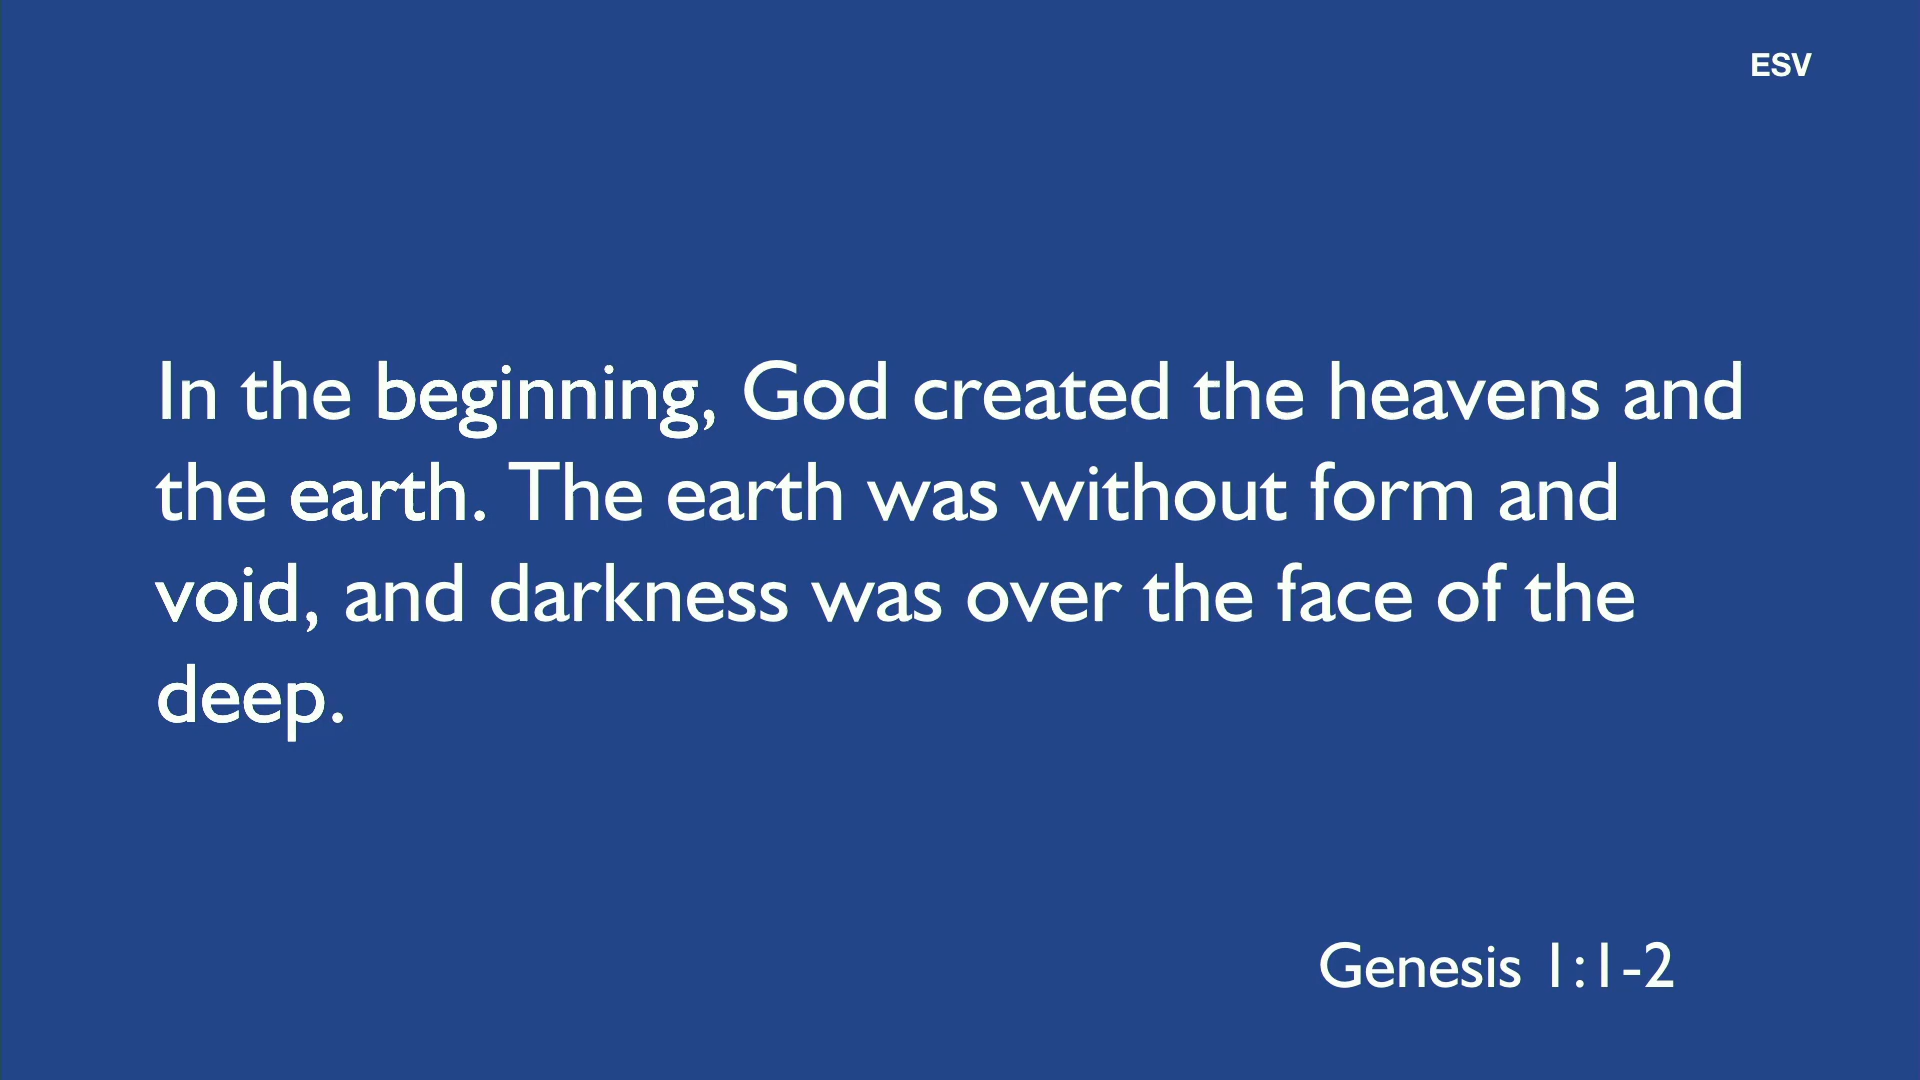 ESV
In the beginning, God created the heavens and
the earth. The earth was without form and
void, and darkness was over the face of the
deep.
Genesis 1:1-2